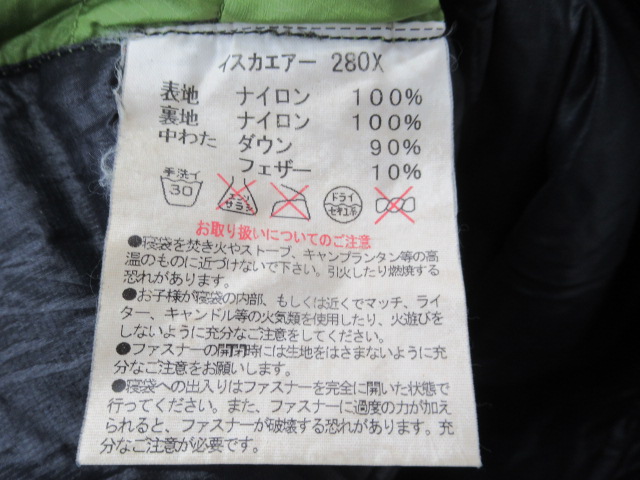 イスカエアー 280X
表地 ナイロン 100%
裏地 ナイロン 100%
中わた ダウン 90%
フェザー 10%
手洗イ 30 エンソ サラシ ドライ セキユ系
お取り扱いについてのご注意
●寝袋を焚き火やストーブ、キャンプランタン等の高
温のものに近づけないで下さい。引火したり燃焼する
恐れがあります。
●お子様が寝袋の内部、もしくは近くでマッチ、ライ
ター、キャンドル等の火気類を使用したり、火遊びを
しないように充分なご注意をしてください。
●ファスナーの開閉時には生地をはさまないように充
分なご注意をお願いします。
●寝袋への出入りはファスナーを完全に開いた状態で
行ってください。また、ファスナーに過度の力が加え
られると、ファスナーが破壊する恐れがあります。充
分なご注意が必要です。